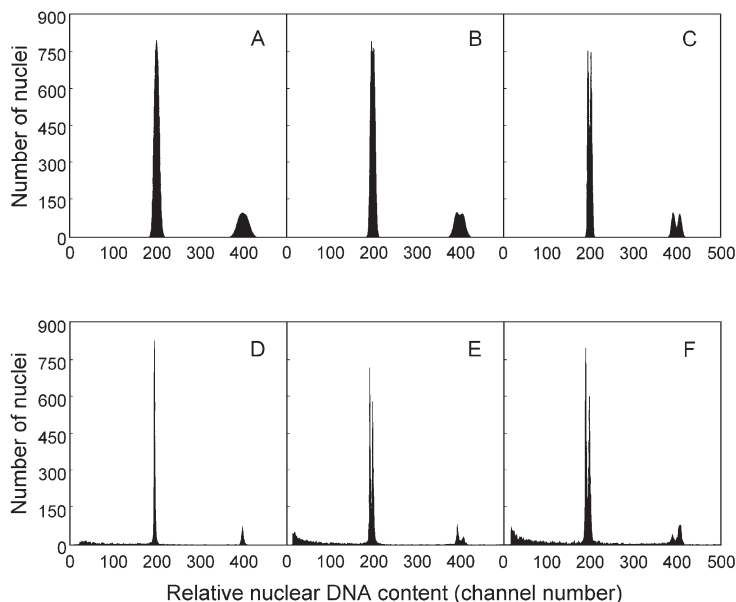 900
750
600
450
300
150
0
Number of nuclei
A
B
C
0 100 200 300 400 0 100 200 300 400 0 100 200 300 400 500
900
750
600
450
300
150
0
Number of nuclei
D
E
F
0 100 200 300 400 0 100 200 300 400 0 100 200 300 400 500
Relative nuclear DNA content (channel number)